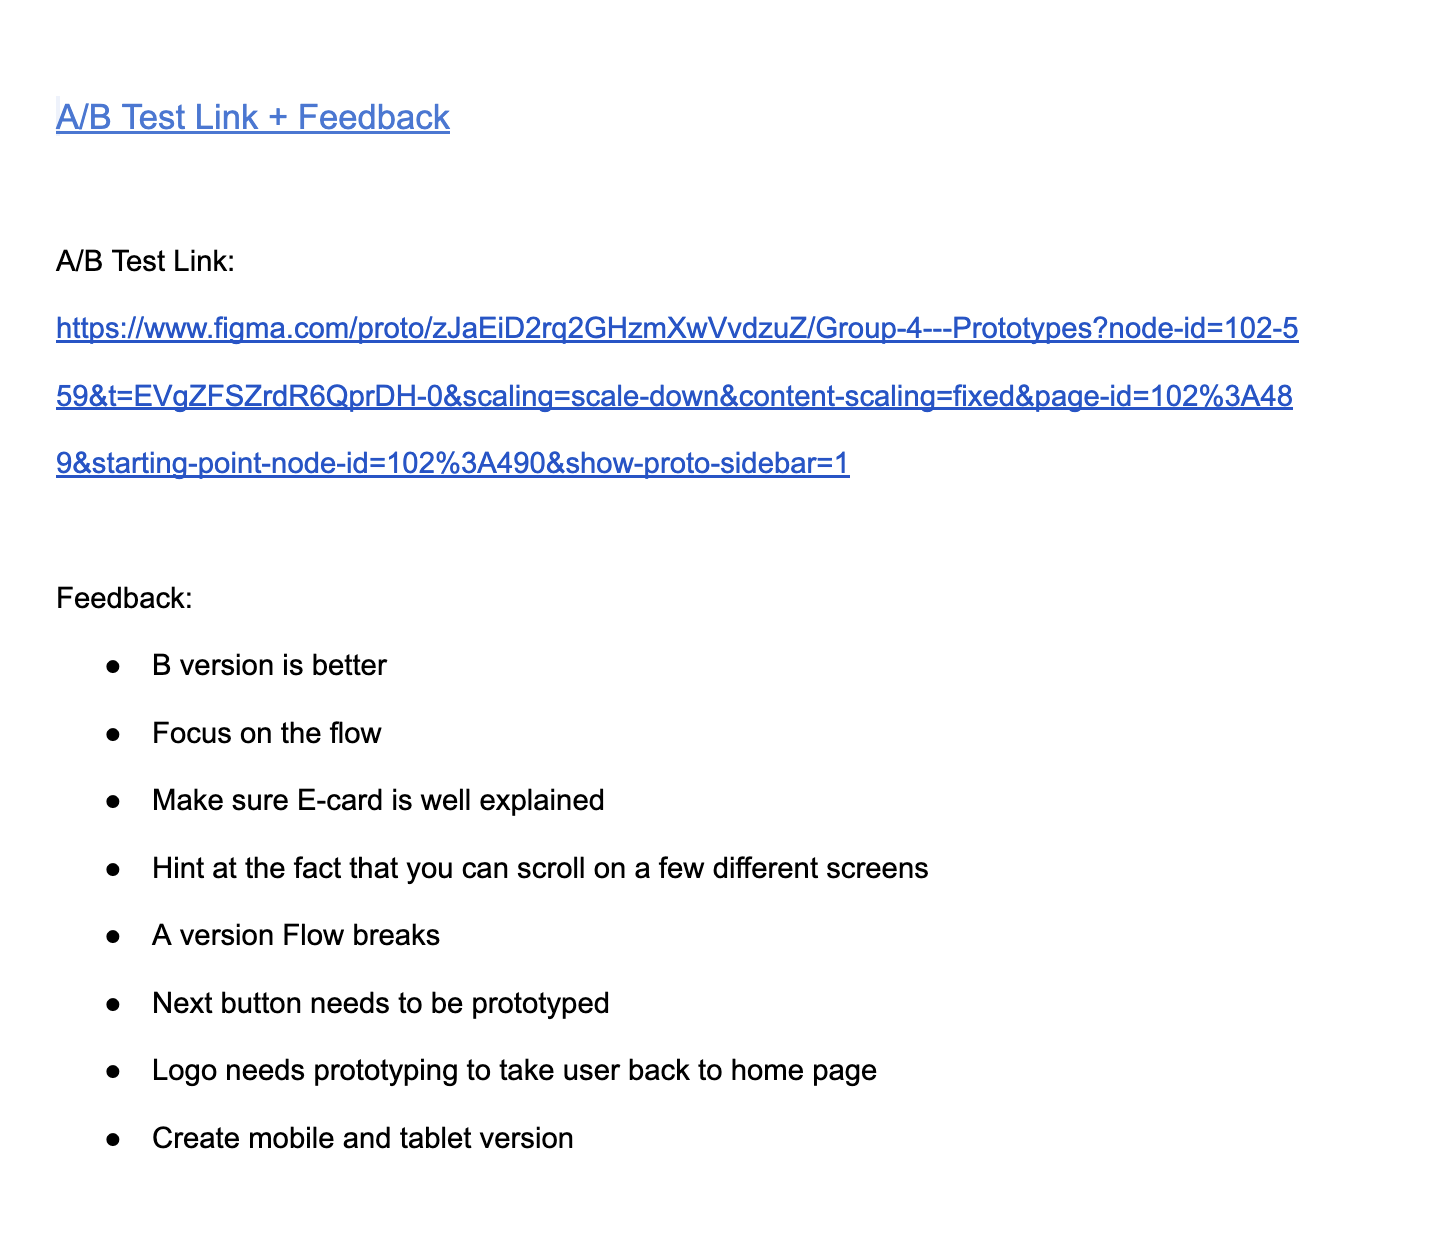 A/B Test Link + Feedback
A/B Test Link:
https://www.figma.com/proto/zJaEiD2rq2GHzmXwVvdzuZ/Group-4---Prototypes?node-id=102-5
59&t=EVgZFSZrdR6QprDH-0&scaling=scale-down&content-scaling=fixed&page-id=102%3A48
9&starting-point-node-id=102%3A490&show-proto-sidebar=1
Feedback:
● B version is better
● Focus on the flow
● Make sure E-card is well explained
● Hint at the fact that you can scroll on a few different screens
● A version Flow breaks
● Next button needs to be prototyped
● Logo needs prototyping to take user back to home page
● Create mobile and tablet version